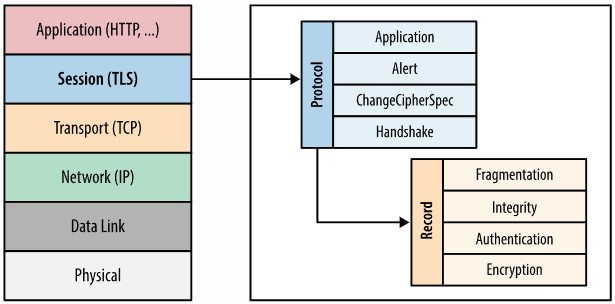 Application (HTTP, ...)
Session (TLS)
Transport (TCP)
Network (IP)
Data Link
Physical
Protocol
Application
Alert
ChangeCipherSpec
Handshake
Record
Fragmentation
Integrity
Authentication
Encryption